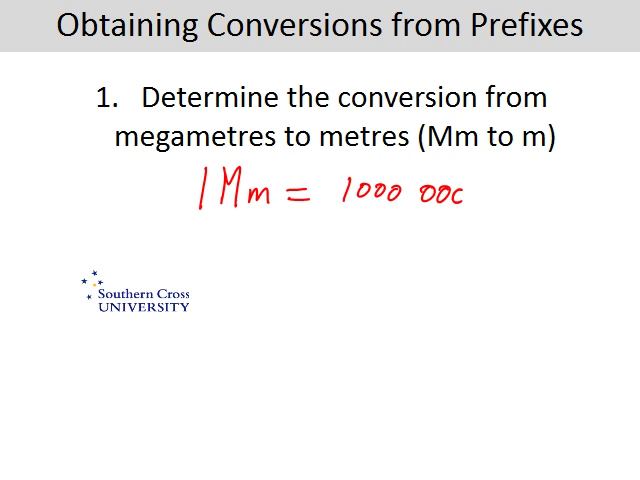 Obtaining Conversions from Prefixes
1. Determine the conversion from
megametres to metres (Mm to m)
1 Mm = 1000 00c
Southern Cross
UNIVERSITY